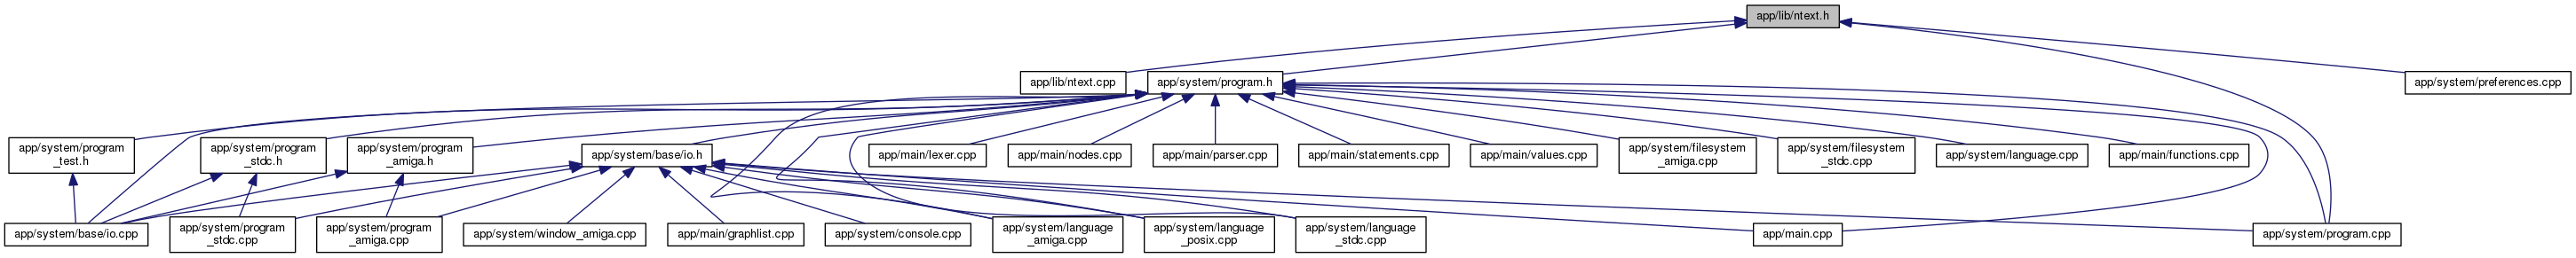 app/lib/ntext.h
app/lib/ntext.cpp
app/system/program.h
app/system/preferences.cpp
app/system/program
_test.h
app/system/program
_stdc.h
app/system/program
_amiga.h
app/system/base/io.h
app/main/lexer.cpp
app/main/nodes.cpp
app/main/parser.cpp
app/main/statements.cpp
app/main/values.cpp
app/system/filesystem
_amiga.cpp
app/system/filesystem
_stdc.cpp
app/system/language.cpp
app/main/functions.cpp
app/system/base/io.cpp
app/system/program
_stdc.cpp
app/system/program
_amiga.cpp
app/system/window_amiga.cpp
app/main/graphlist.cpp
app/system/console.cpp
app/system/language
_amiga.cpp
app/system/language
_posix.cpp
app/system/language
_stdc.cpp
app/main.cpp
app/system/program.cpp